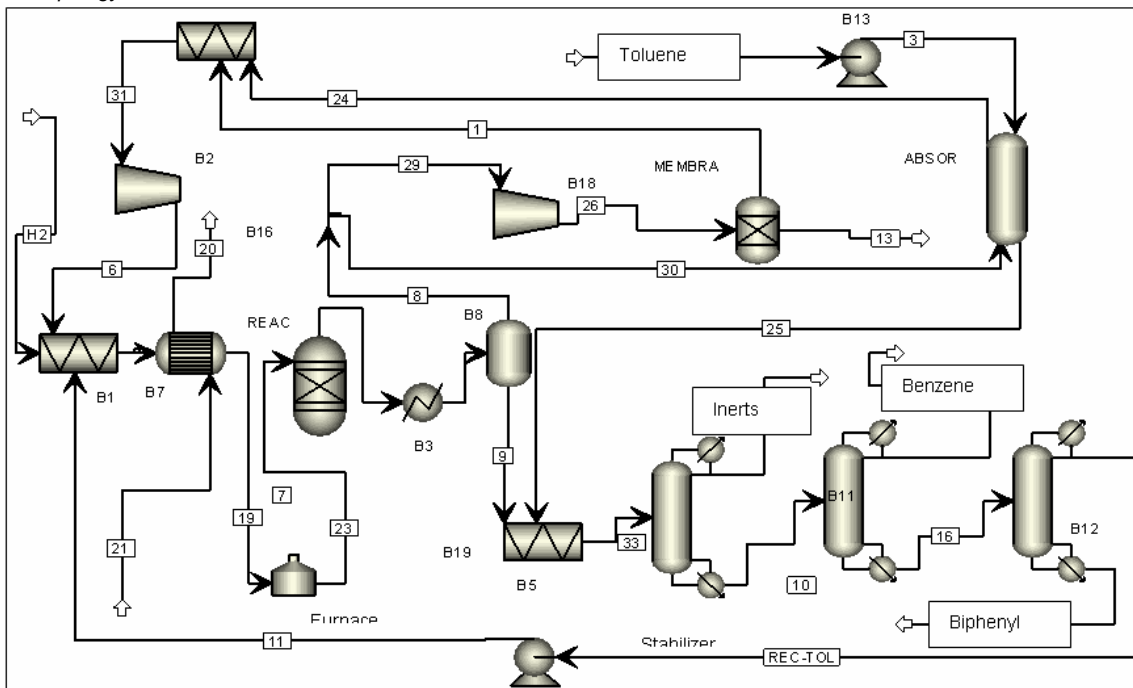 B13
Toluene
3
31
24
1
B2
29
MEMBRA
ABSOR
B18
26
H2
20
B16
13
6
30
8
REAC
B8
25
Benzene
Inerts
B1
B7
B3
9
B11
7
19
23
33
16
B12
21
B19
B5
10
Biphenyl
Furnace
11
Stabilizer
REC-TOL